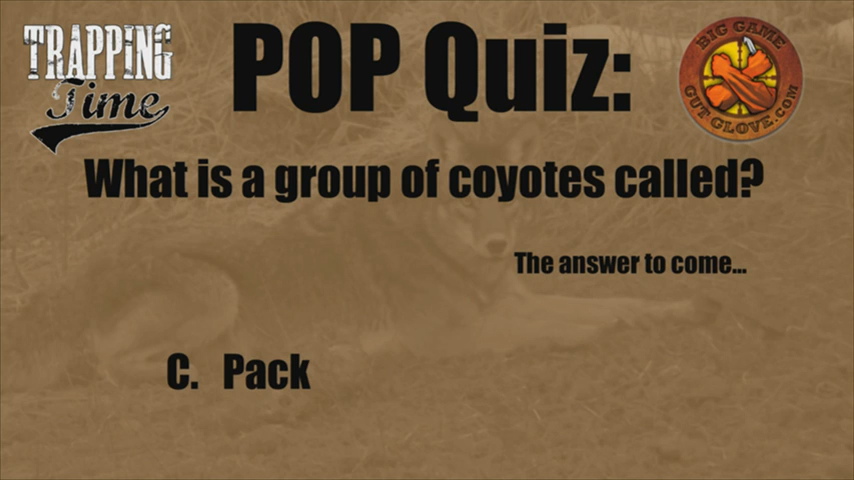 TRAPPING
Time
POP Quiz:
BIG GAME
GUT GLOVE.COM
What is a group of coyotes called?
The answer to come...
C. Pack